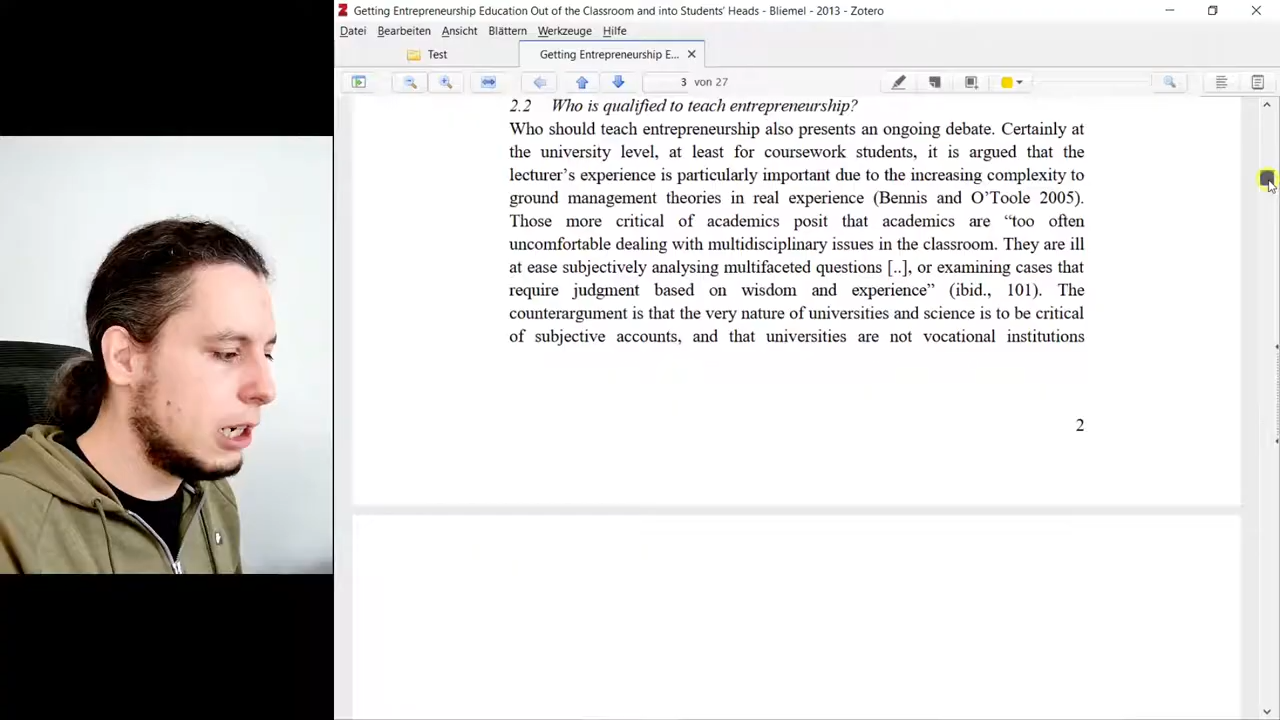 Getting Entrepreneurship Education Out of the Classroom and into Students' Heads - Bliemel - 2013 - Zotero
Datei Bearbeiten Ansicht Blättern Werkzeuge Hilfe
Test Getting Entrepreneurship E...
3 von 27
2.2 Who is qualified to teach entrepreneurship?
Who should teach entrepreneurship also presents an ongoing debate. Certainly at
the university level, at least for coursework students, it is argued that the
lecturer's experience is particularly important due to the increasing complexity to
ground management theories in real experience (Bennis and O'Toole 2005).
Those more critical of academics posit that academics are “too often
uncomfortable dealing with multidisciplinary issues in the classroom. They are ill
at ease subjectively analysing multifaceted questions [..], or examining cases that
require judgment based on wisdom and experience” (ibid., 101). The
counterargument is that the very nature of universities and science is to be critical
of subjective accounts, and that universities are not vocational institutions
2